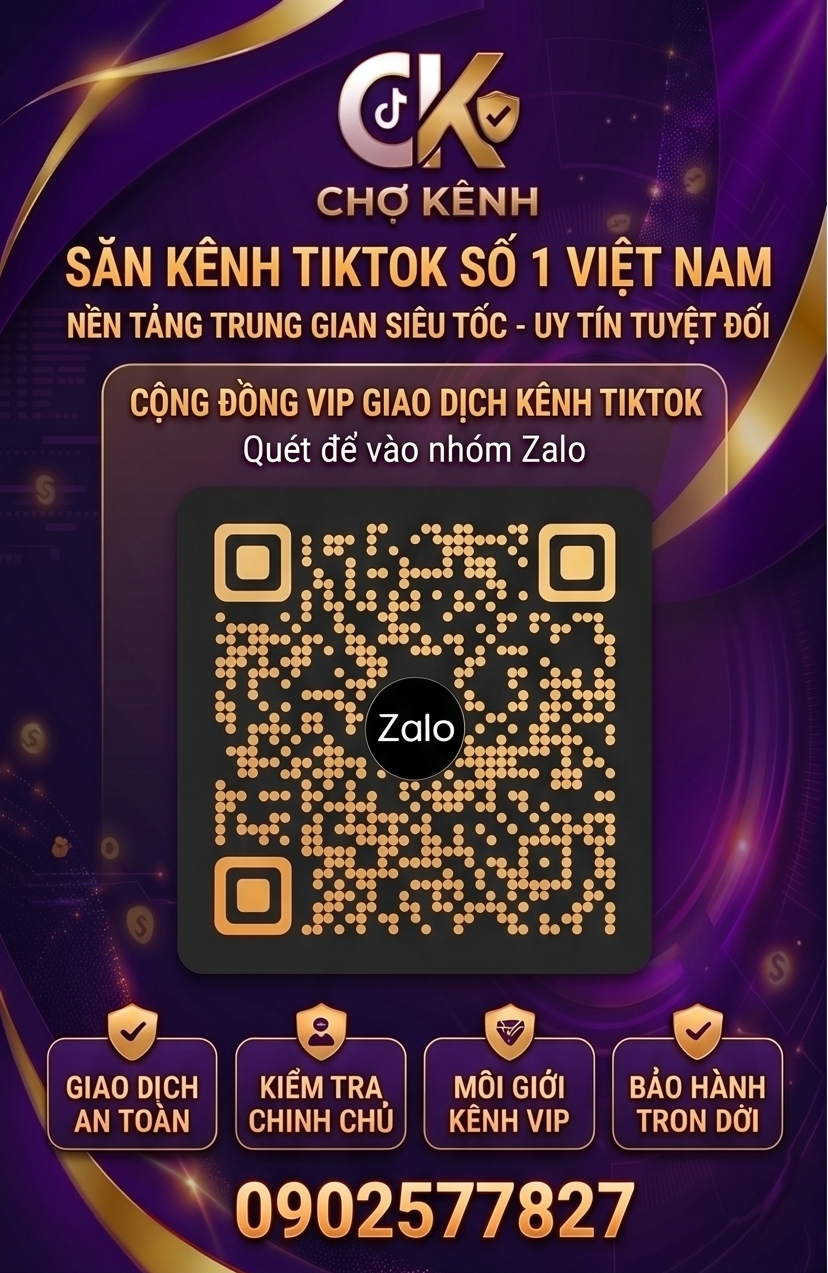 CK
CHỢ KÊNH
SĂN KÊNH TIKTOK SỐ 1 VIỆT NAM
NỀN TẢNG TRUNG GIAN SIÊU TỐC - UY TÍN TUYỆT ĐỐI
CỘNG ĐỒNG VIP GIAO DỊCH KÊNH TIKTOK
Quét để vào nhóm Zalo
Zalo
GIAO DỊCH
AN TOÀN
KIỂM TRA
CHINH CHỦ
MÔI GIỚI
KÊNH VIP
BẢO HÀNH
TRON DỞI
0902577827